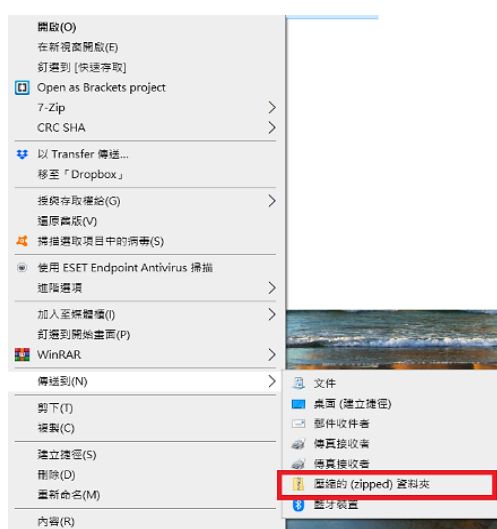 開啟(O)
在新視窗開啟(E)
釘選到 [快速存取]
Open as Brackets project
7-Zip
CRC SHA
以 Transfer 傳送...
移至「Dropbox」
授與存取權給(G)
還原舊版(V)
掃描選取項目中的病毒(S)
使用 ESET Endpoint Antivirus 掃描
進階選項
加入至媒體櫃(I)
釘選到開始畫面(P)
WinRAR
傳送到(N)
文件
桌面 (建立捷徑)
郵件收件者
傳真接收者
傳真接收者
壓縮的 (zipped) 資料夾
藍牙裝置
剪下(T)
複製(C)
建立捷徑(S)
刪除(D)
重新命名(M)
內容(R)